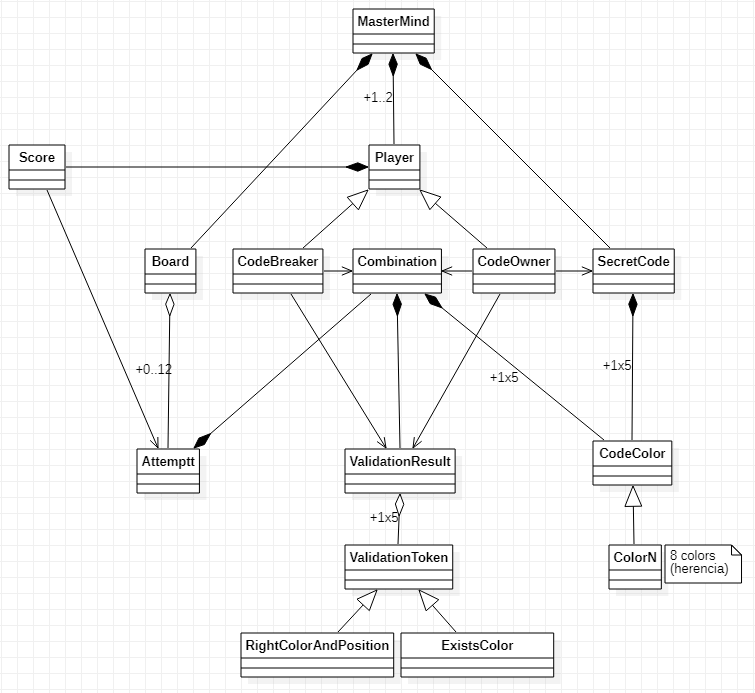 MasterMind
+1..2
Score
Player
Board
CodeBreaker
Combination
CodeOwner
SecretCode
+0..12
+1x5
+1x5
Attemptt
ValidationResult
CodeColor
+1x5
ValidationToken
ColorN
8 colors
(herencia)
RightColorAndPosition
ExistsColor